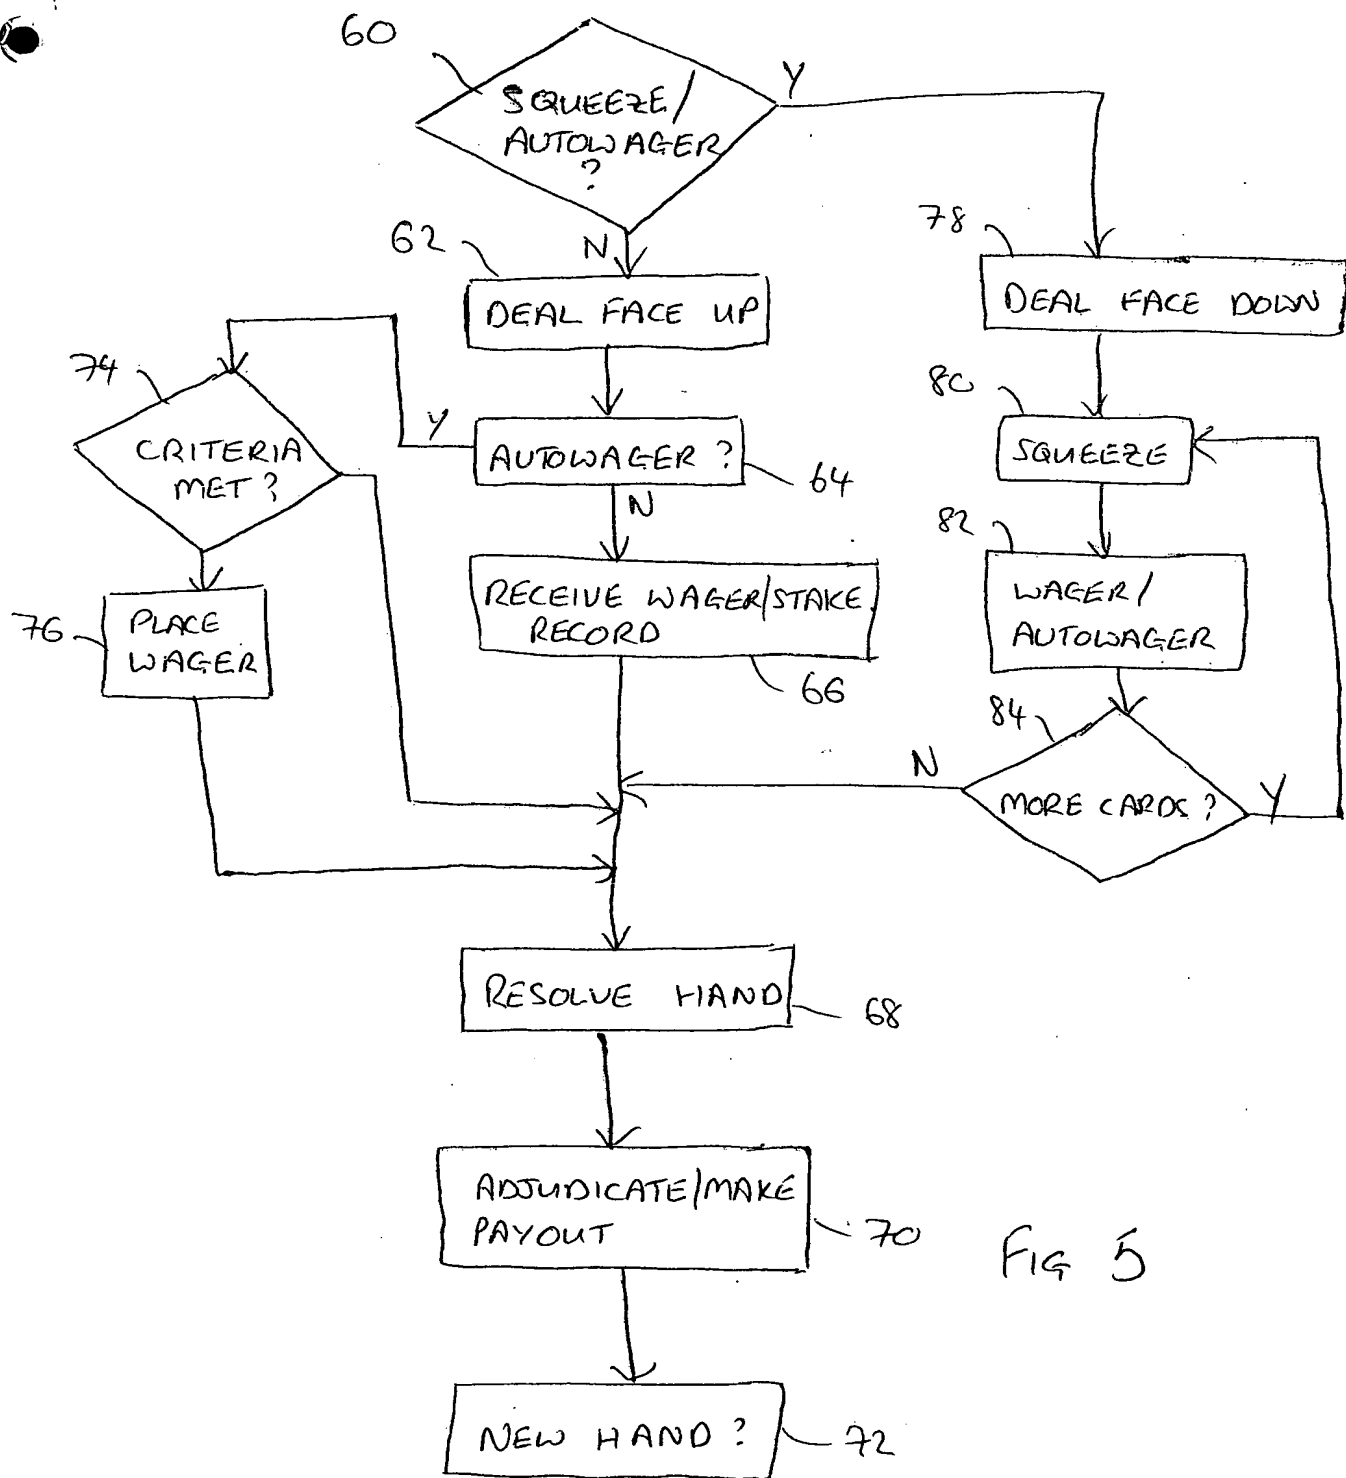 60
SQUEEZE/
AUTOWAGER
?
Y
N
62
DEAL FACE UP
78
DEAL FACE DOWN
74
CRITERIA
MET?
Y
AUTOWAGER?
64
N
80
SQUEEZE
82
WAGER/
AUTOWAGER
RECEIVE WAGER/STAKE
RECORD
66
76
PLACE
WAGER
84
MORE CARDS?
N
Y
RESOLVE HAND
68
ADJUDICATE/MAKE
PAYOUT
70
FIG 5
NEW HAND?
72